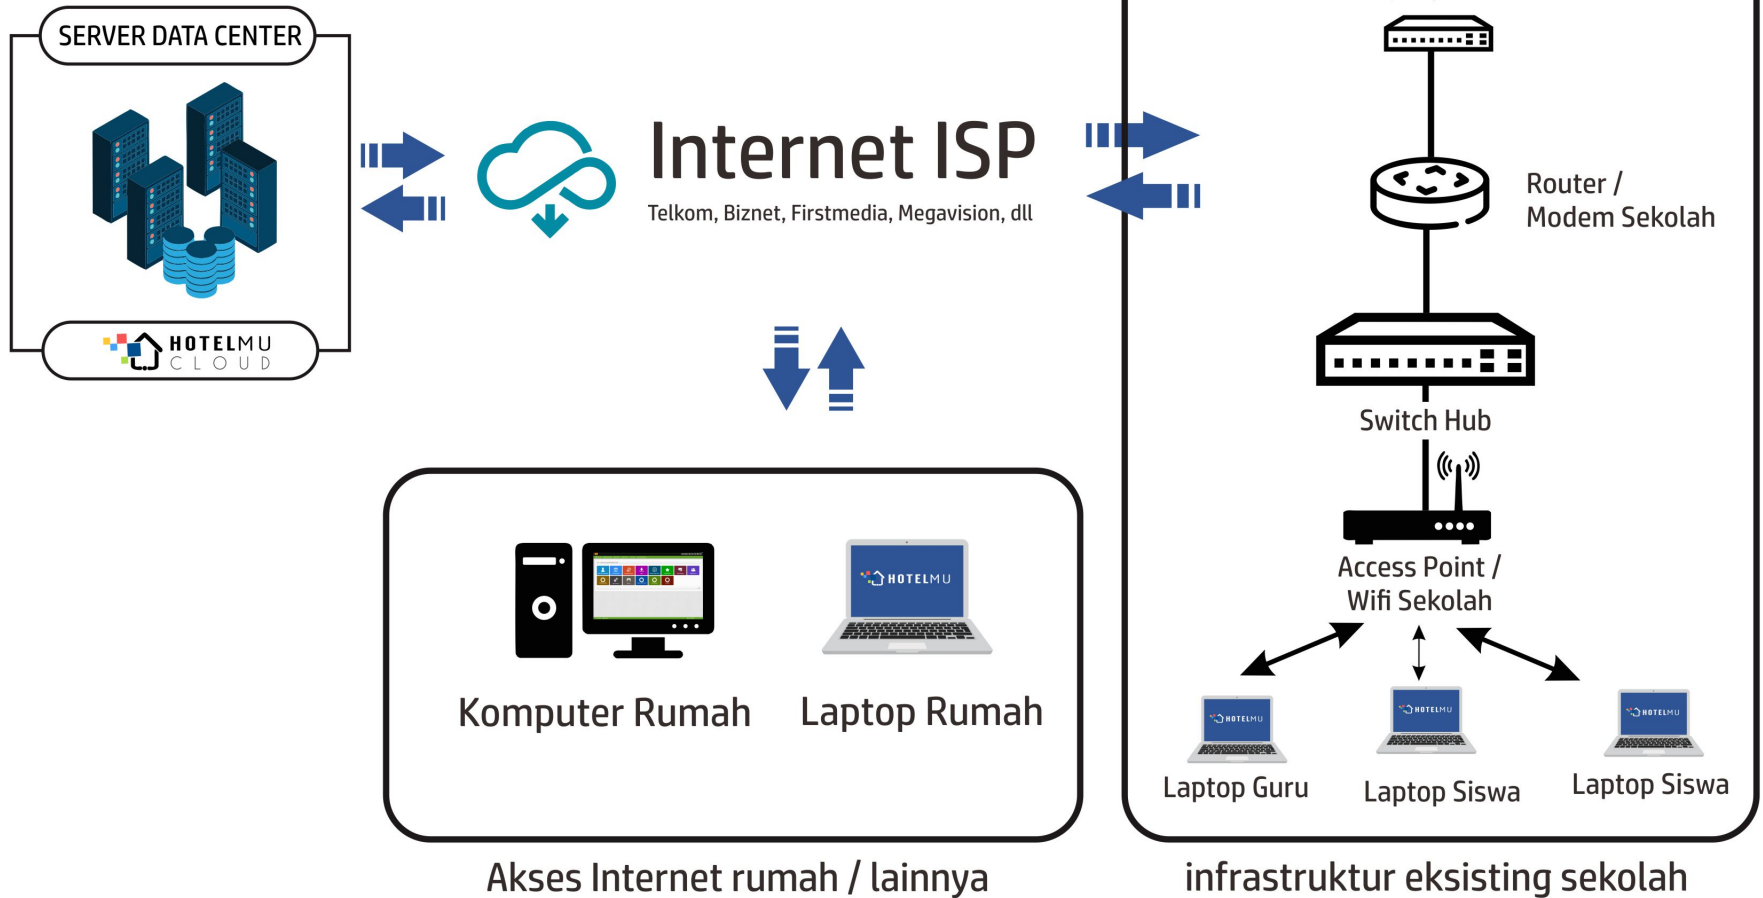 SERVER DATA CENTER
HOTELMU
CLOUD
Internet ISP
Telkom, Biznet, Firstmedia, Megavision, dll
Router /
Modem Sekolah
Switch Hub
Access Point /
Wifi Sekolah
HOTELMU
HOTELMU
HOTELMU
Laptop Guru
Laptop Siswa
Laptop Siswa
infrastruktur eksisting sekolah
HOTELMU
Komputer Rumah
Laptop Rumah
Akses Internet rumah / lainnya